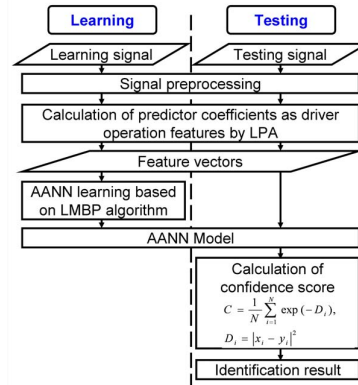 Learning
Testing
Learning signal
Testing signal
Signal preprocessing
Calculation of predictor coefficients as driver
operation features by LPA
Feature vectors
AANN learning based
on LMBP algorithm
AANN Model
Calculation of
confidence score
C = \frac{1}{N} \sum_{i=1}^{N} \exp(-D_i),
D_i = |x_i - y_i|^2
Identification result